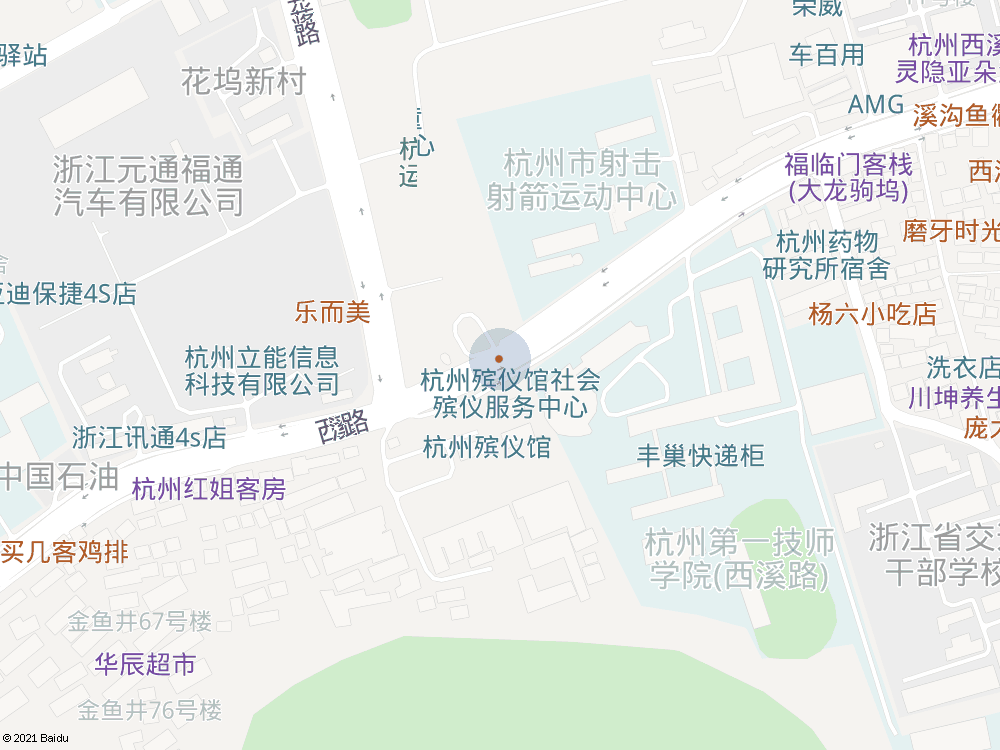 花坞路
荣威
驿站
杭州西溪
灵隐亚朵
车百用
花坞新村
AMG
溪沟鱼
杭
运
心
杭州市射击
射箭运动中心
浙江元通福通
汽车有限公司
福临门客栈
(大龙驹坞)
磨牙时光
杭州药物
研究所宿舍
迪保捷4S店
乐而美
杨六小吃店
杭州立能信息
科技有限公司
杭州殡仪馆社会
殡仪服务中心
洗衣店
川坤养生
西溪路
浙江讯通4s店
杭州殡仪馆
丰巢快递柜
中国石油
杭州红姐客房
买几客鸡排
杭州第一技师
学院(西溪路)
浙江省交
干部学校
金鱼井67号楼
华辰超市
金鱼井76号楼
© 2021 Baidu